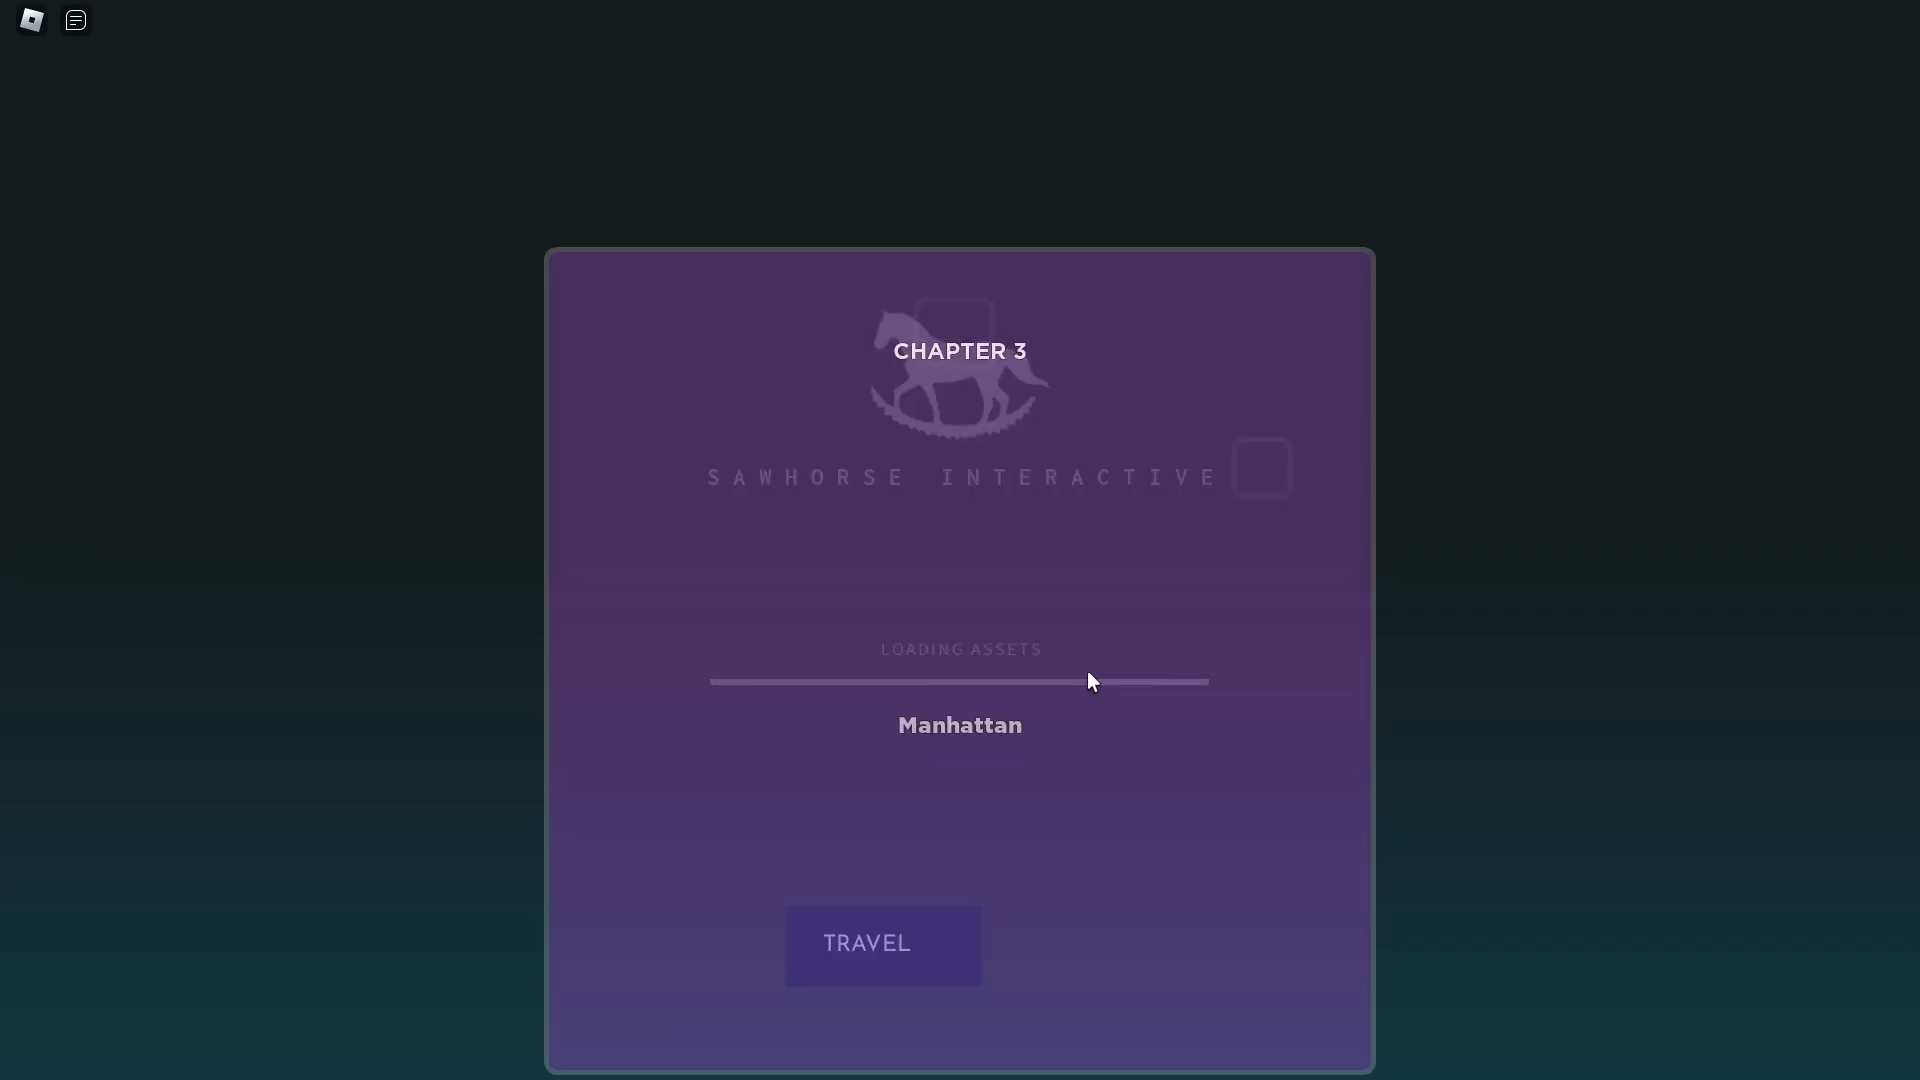 CHAPTER 3
SAWHORSE INTERACTIVE
LOADING ASSETS
Manhattan
TRAVEL